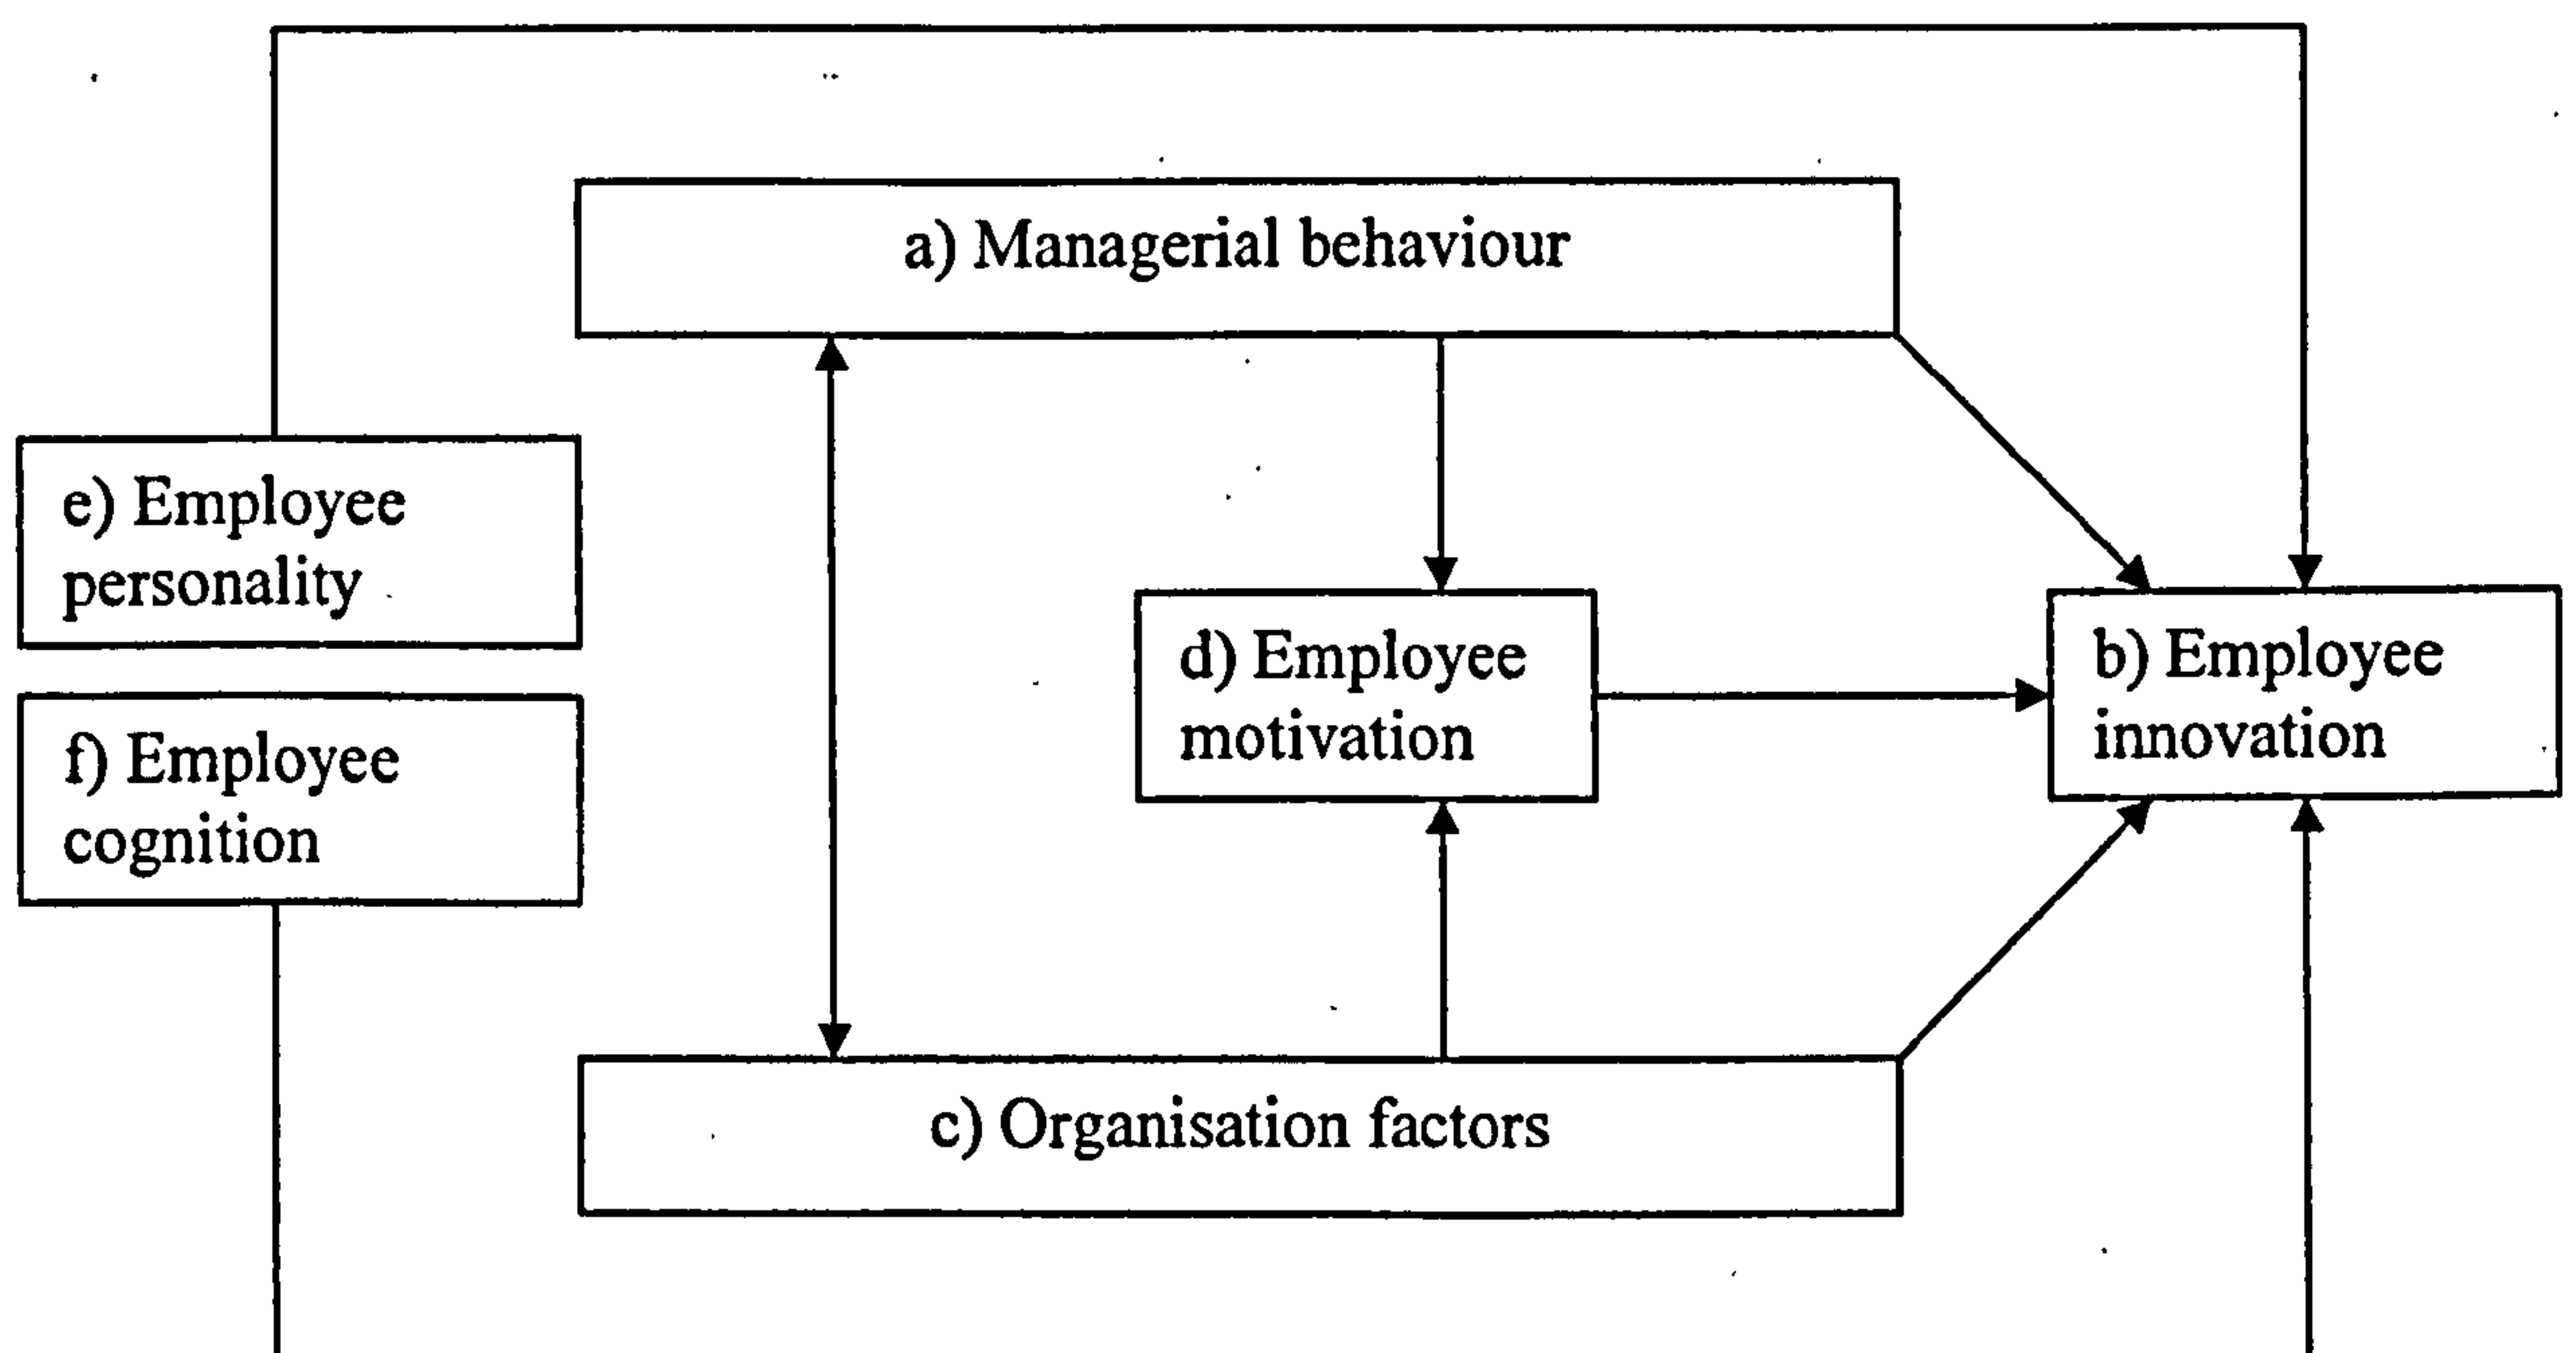 a) Managerial behaviour
e) Employee
personality
f) Employee
cognition
d) Employee
motivation
b) Employee
innovation
c) Organisation factors